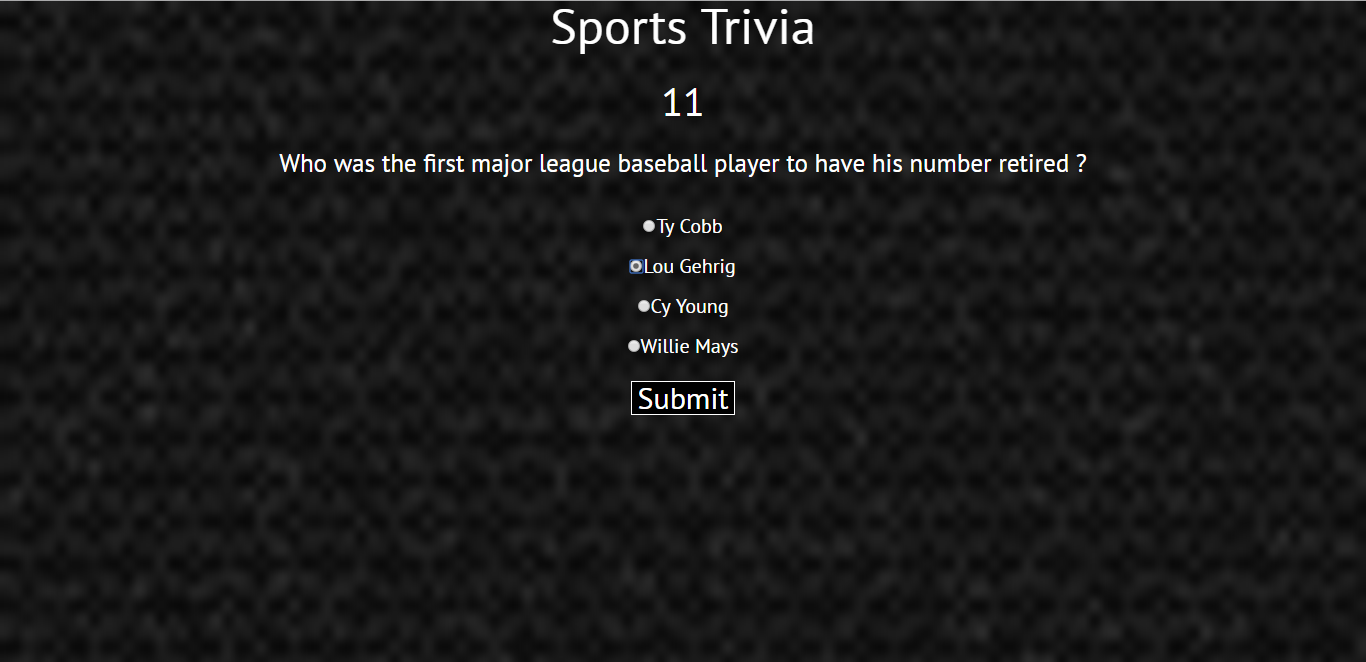 Sports Trivia
11
Who was the first major league baseball player to have his number retired ?
Ty Cobb
Lou Gehrig
Cy Young
Willie Mays
Submit